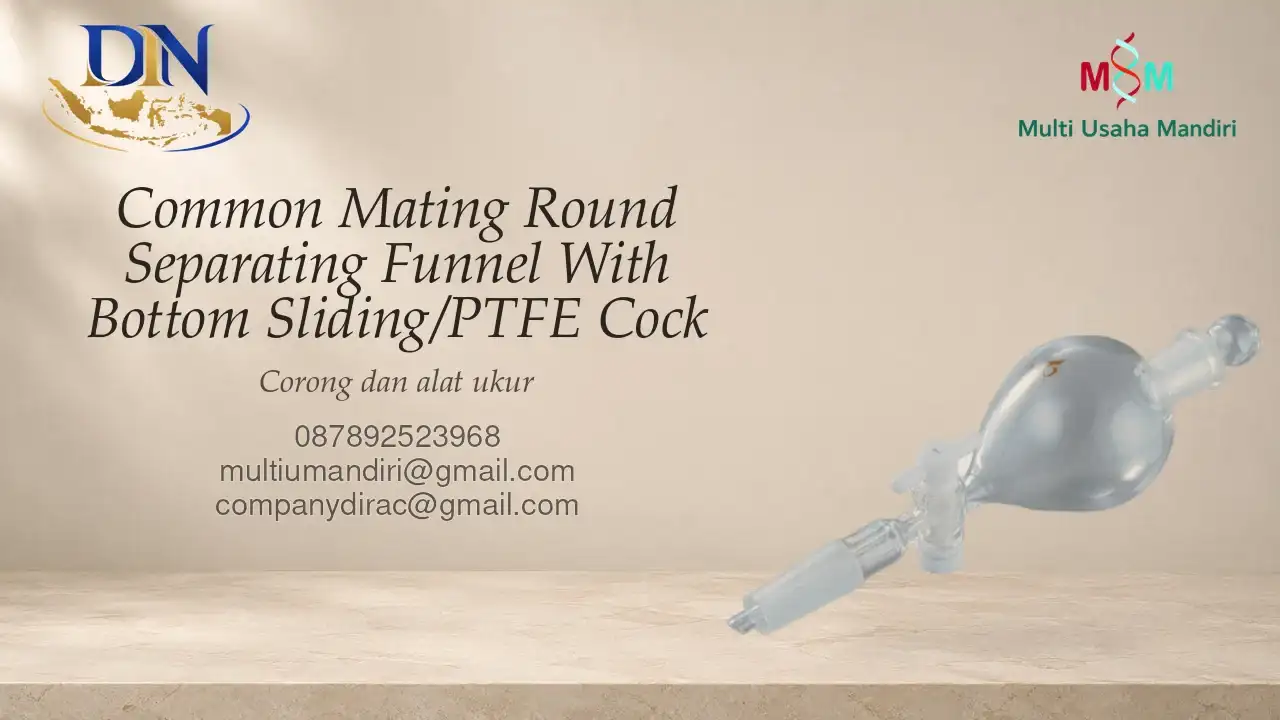 DIN
M M
Multi Usaha Mandiri
Common Mating Round
Separating Funnel With
Bottom Sliding/PTFE Cock
Corong dan alat ukur
087892523968
multiumandiri@gmail.com
companydirac@gmail.com